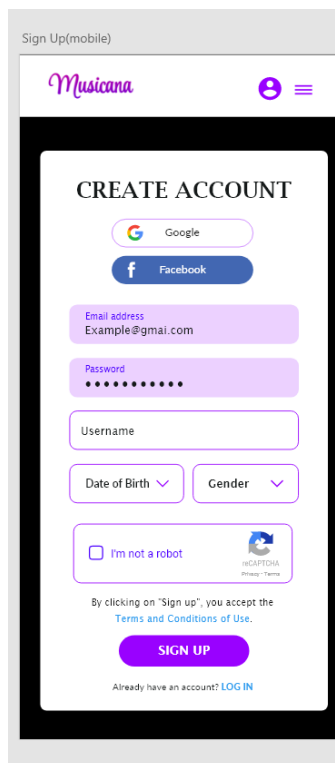 Sign Up(mobile)
Musicana
CREATE ACCOUNT
Google
Facebook
Email address
Example@gmai.com
Password
Username
Date of Birth
Gender
I'm not a robot
reCAPTCHA
Privacy - Terms
By clicking on "Sign up", you accept the
Terms and Conditions of Use.
SIGN UP
Already have an account? LOG IN